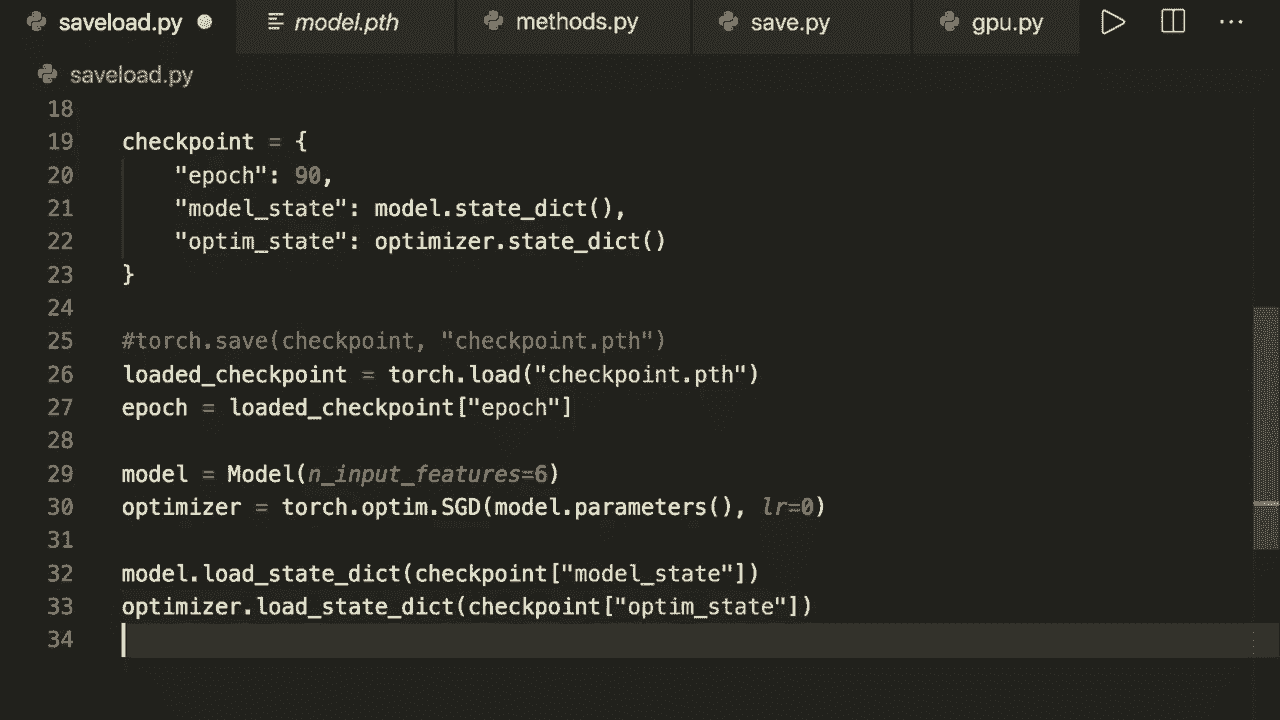 saveload.py model.pth methods.py save.py gpu.py ...
saveload.py
18
19 checkpoint = {
20     "epoch": 90,
21     "model_state": model.state_dict(),
22     "optim_state": optimizer.state_dict()
23 }
24
25 #torch.save(checkpoint, "checkpoint.pth")
26 loaded_checkpoint = torch.load("checkpoint.pth")
27 epoch = loaded_checkpoint["epoch"]
28
29 model = Model(n_input_features=6)
30 optimizer = torch.optim.SGD(model.parameters(), lr=0)
31
32 model.load_state_dict(checkpoint["model_state"])
33 optimizer.load_state_dict(checkpoint["optim_state"])
34